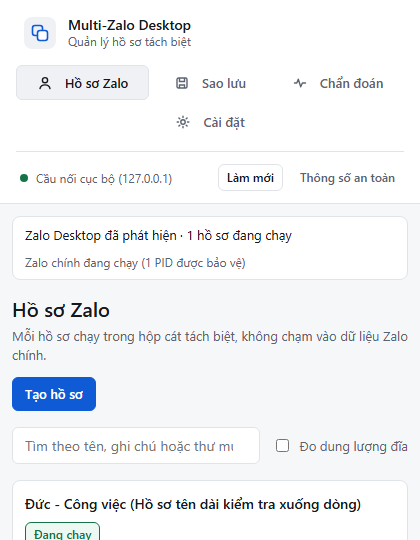 Multi-Zalo Desktop
Quản lý hồ sơ tách biệt
Hồ sơ Zalo
Sao lưu
Chẩn đoán
Cài đặt
Cầu nối cục bộ (127.0.0.1)
Làm mới
Thông số an toàn
Zalo Desktop đã phát hiện · 1 hồ sơ đang chạy
Zalo chính đang chạy (1 PID được bảo vệ)
Hồ sơ Zalo
Mỗi hồ sơ chạy trong hộp cát tách biệt, không chạm vào dữ liệu Zalo
chính.
Tạo hồ sơ
Tìm theo tên, ghi chú hoặc thư mụ
Đo dung lượng đĩa
Đức - Công việc (Hồ sơ tên dài kiểm tra xuống dòng)
Đang chạy